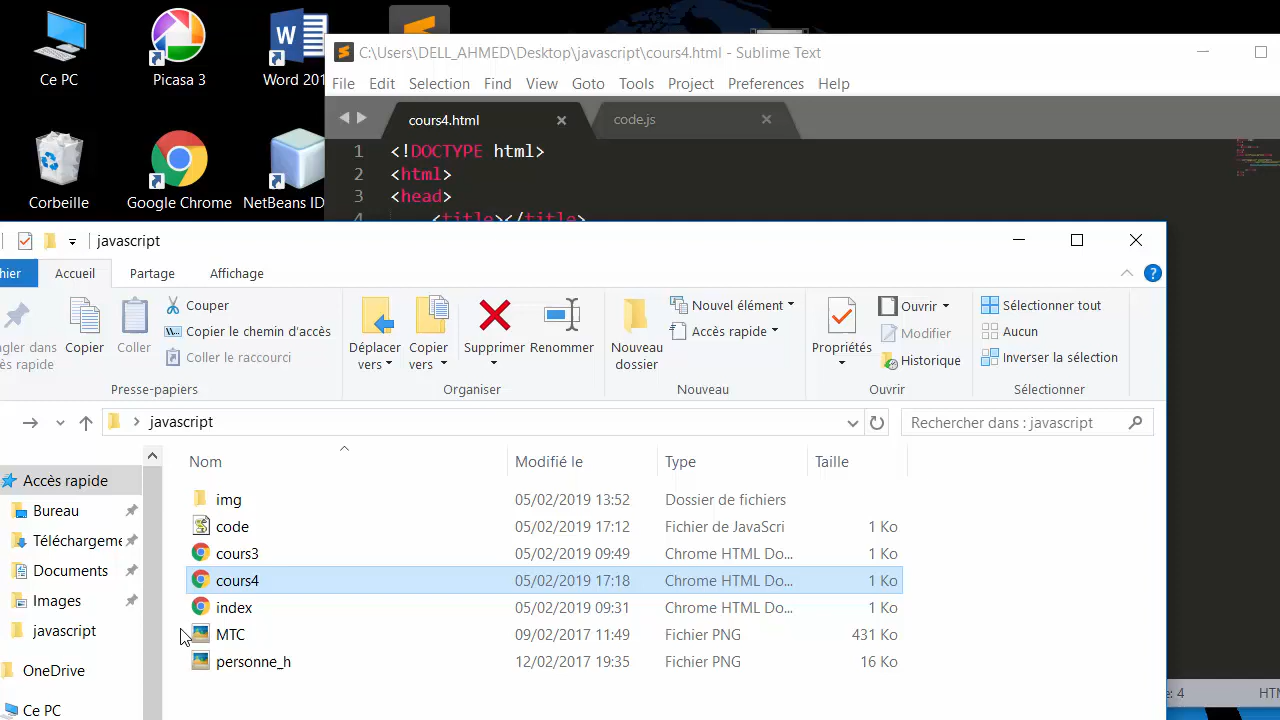 Ce PC
Picasa 3
Word 201
Corbeille
Google Chrome
NetBeans ID
C:\Users\DELL_AHMED\Desktop\javascript\cours4.html - Sublime Text
File Edit Selection Find View Goto Tools Project Preferences Help
cours4.html
code.js
1 <!DOCTYPE html>
2 <html>
3 <head>
4 <title></title>
javascript
hier Accueil Partage Affichage
gler dans
ès rapide
Copier
Coller
Couper
Copier le chemin d'accès
Coller le raccourci
Presse-papiers
Déplacer
vers
Copier
vers
Supprimer
Renommer
Organiser
Nouveau
dossier
Nouvel élément
Accès rapide
Nouveau
Propriétés
Ouvrir
Modifier
Historique
Ouvrir
Sélectionner tout
Aucun
Inverser la sélection
Sélectionner
javascript
Rechercher dans : javascript
Accès rapide
Bureau
Téléchargeme
Documents
Images
javascript
OneDrive
Ce PC
Nom Modifié le Type Taille
img 05/02/2019 13:52 Dossier de fichiers
code 05/02/2019 17:12 Fichier de JavaScri 1 Ko
cours3 05/02/2019 09:49 Chrome HTML Do... 1 Ko
cours4 05/02/2019 17:18 Chrome HTML Do... 1 Ko
index 05/02/2019 09:31 Chrome HTML Do... 1 Ko
MTC 09/02/2017 11:49 Fichier PNG 431 Ko
personne_h 12/02/2017 19:35 Fichier PNG 16 Ko
e: 4
HTM